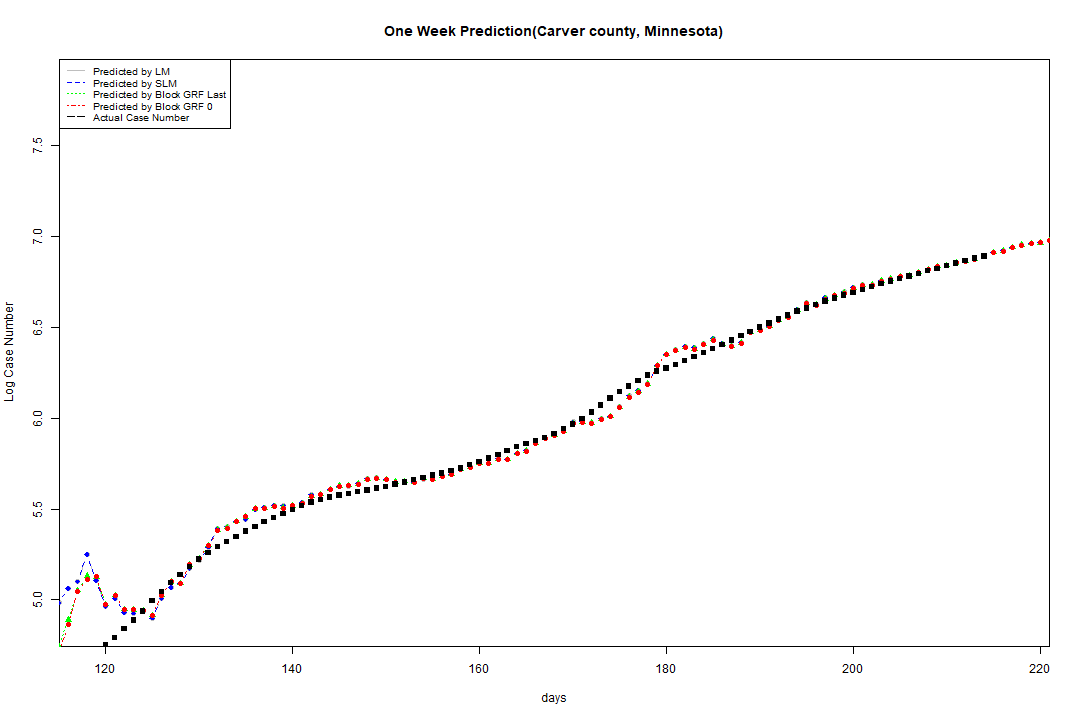 One Week Prediction(Carver county, Minnesota)
Predicted by LM
Predicted by SLM
Predicted by Block GRF Last
Predicted by Block GRF 0
Actual Case Number
7.5
7.0
6.5
6.0
5.5
5.0
Log Case Number
120 140 160 180 200 220
days